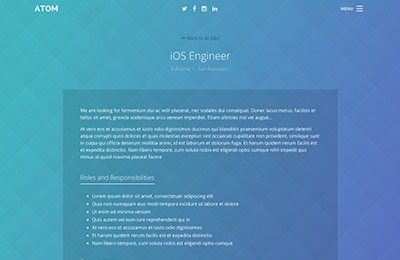 ATOM
MENU
Back to all jobs
iOS Engineer
Full time — San Francisco
We are looking for fermentum dui ac velit placerat, nec sodales dui consequat. Donec lacus metus, facilisis et
tellus sit amet, gravida scelerisque arcu aenean imperdiet. Etiam ultricies nisi vel augue...
At vero eos et accusamus et iusto odio dignissimos ducimus qui blanditiis praesentium voluptatum deleniti
atque corrupti quos dolores et quas molestias excepturi sint occaecati cupiditate non provident, similique sunt
in culpa qui officia deserunt mollitia animi, id est laborum et dolorum fuga. Et harum quidem rerum facilis est
et expedita distinctio. Nam libero tempore, cum soluta nobis est eligendi optio cumque nihil impedit quo
minus id quod maxime placeat facere
Roles and Responsibilities
Lorem ipsum dolor sit amet, consectetuer adipiscing elit
Quia non numquam eius modi tempora incidunt ut labore et dolore
Ut enim ad minima veniam
Quis autem vel eum iure reprehenderit qui in
At vero eos et accusamus et iusto odio dignissimos
Et harum quidem rerum facilis est et expedita distinctio
Nam libero tempore, cum soluta nobis est eligendi optio cumque